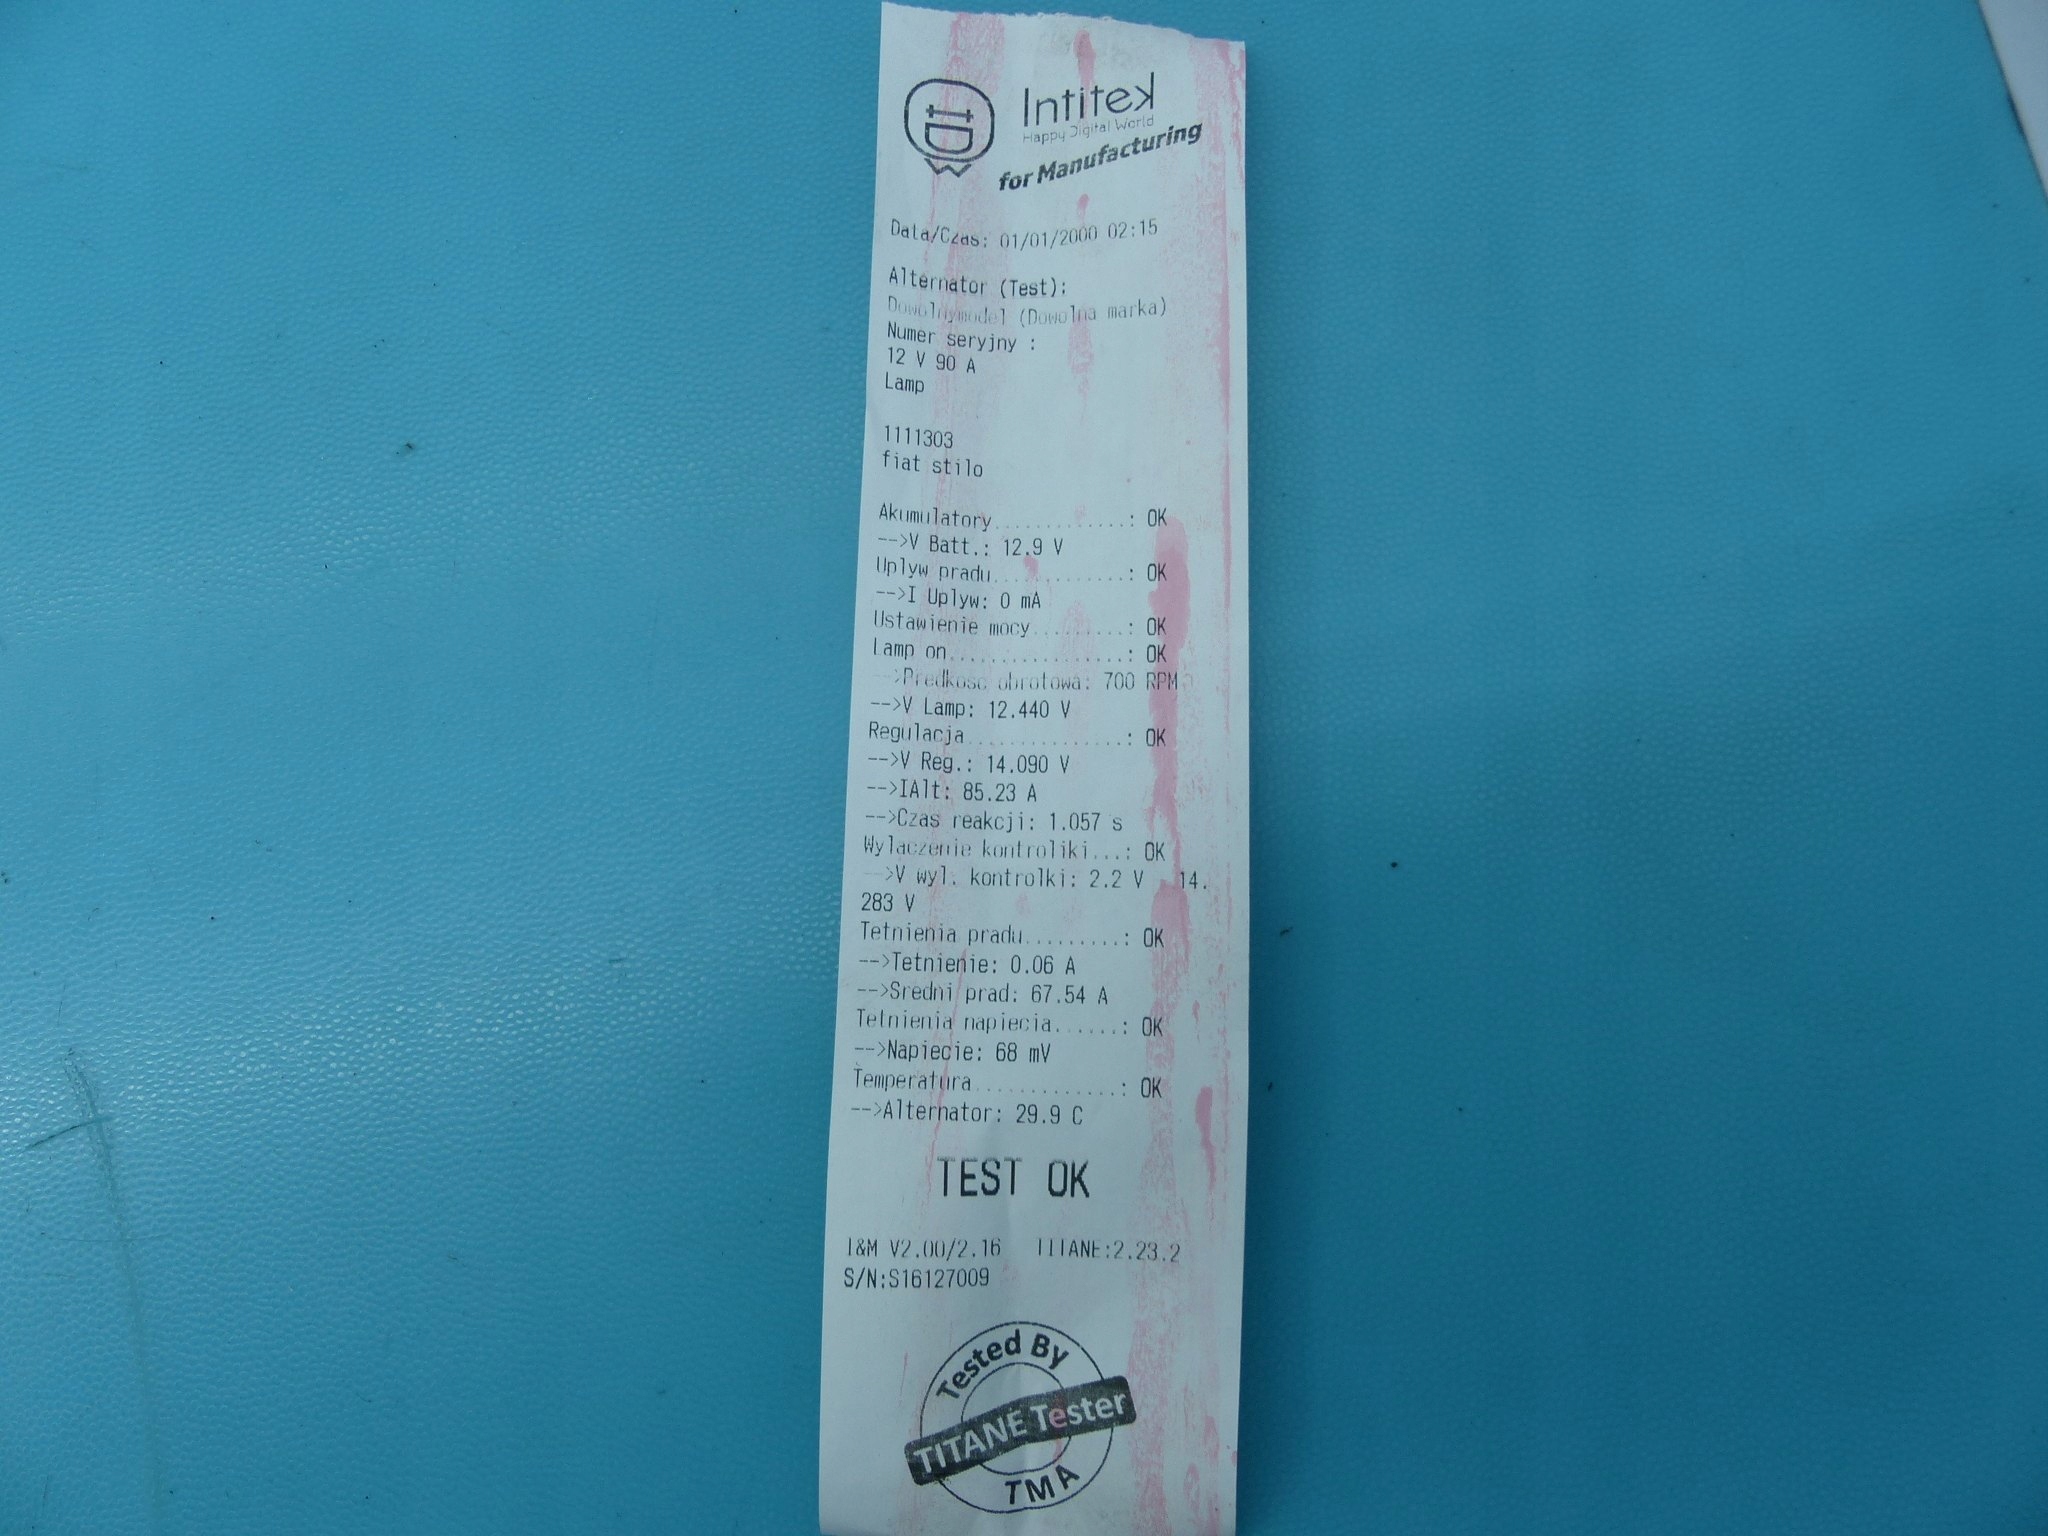 Intitek
Happy Digital World
for Manufacturing
Data/Czas: 01/01/2000 02:15
Alternator (Test):
Dowolnymodel (Dowolna marka)
Numer seryjny :
12 V 90 A
Lamp
1111303
fiat stilo
Akumulatory.............: OK
-->V Batt.: 12.9 V
Uplyw pradu.............: OK
-->I Uplyw: 0 mA
Ustawienie mocy.........: OK
Lamp on.................: OK
-->Predkosc obrotowa: 700 RPM
-->V Lamp: 12.440 V
Regulacja...............: OK
-->V Reg.: 14.090 V
-->IAlt: 85.23 A
-->Czas reakcji: 1.057 s
Wylaczenie kontroliki...: OK
-->V wyl. kontrolki: 2.2 V 14.
283 V
Tetnienia pradu.........: OK
-->Tetnienie: 0.06 A
-->Sredni prad: 67.54 A
Tetnienia napiecia......: OK
-->Napiecie: 68 mV
Temperatura.............: OK
-->Alternator: 29.9 C
TEST OK
I&M V2.00/2.16 TITANE:2.23.2
S/N:S16127009
Tested By
TITANE Tester
TMA